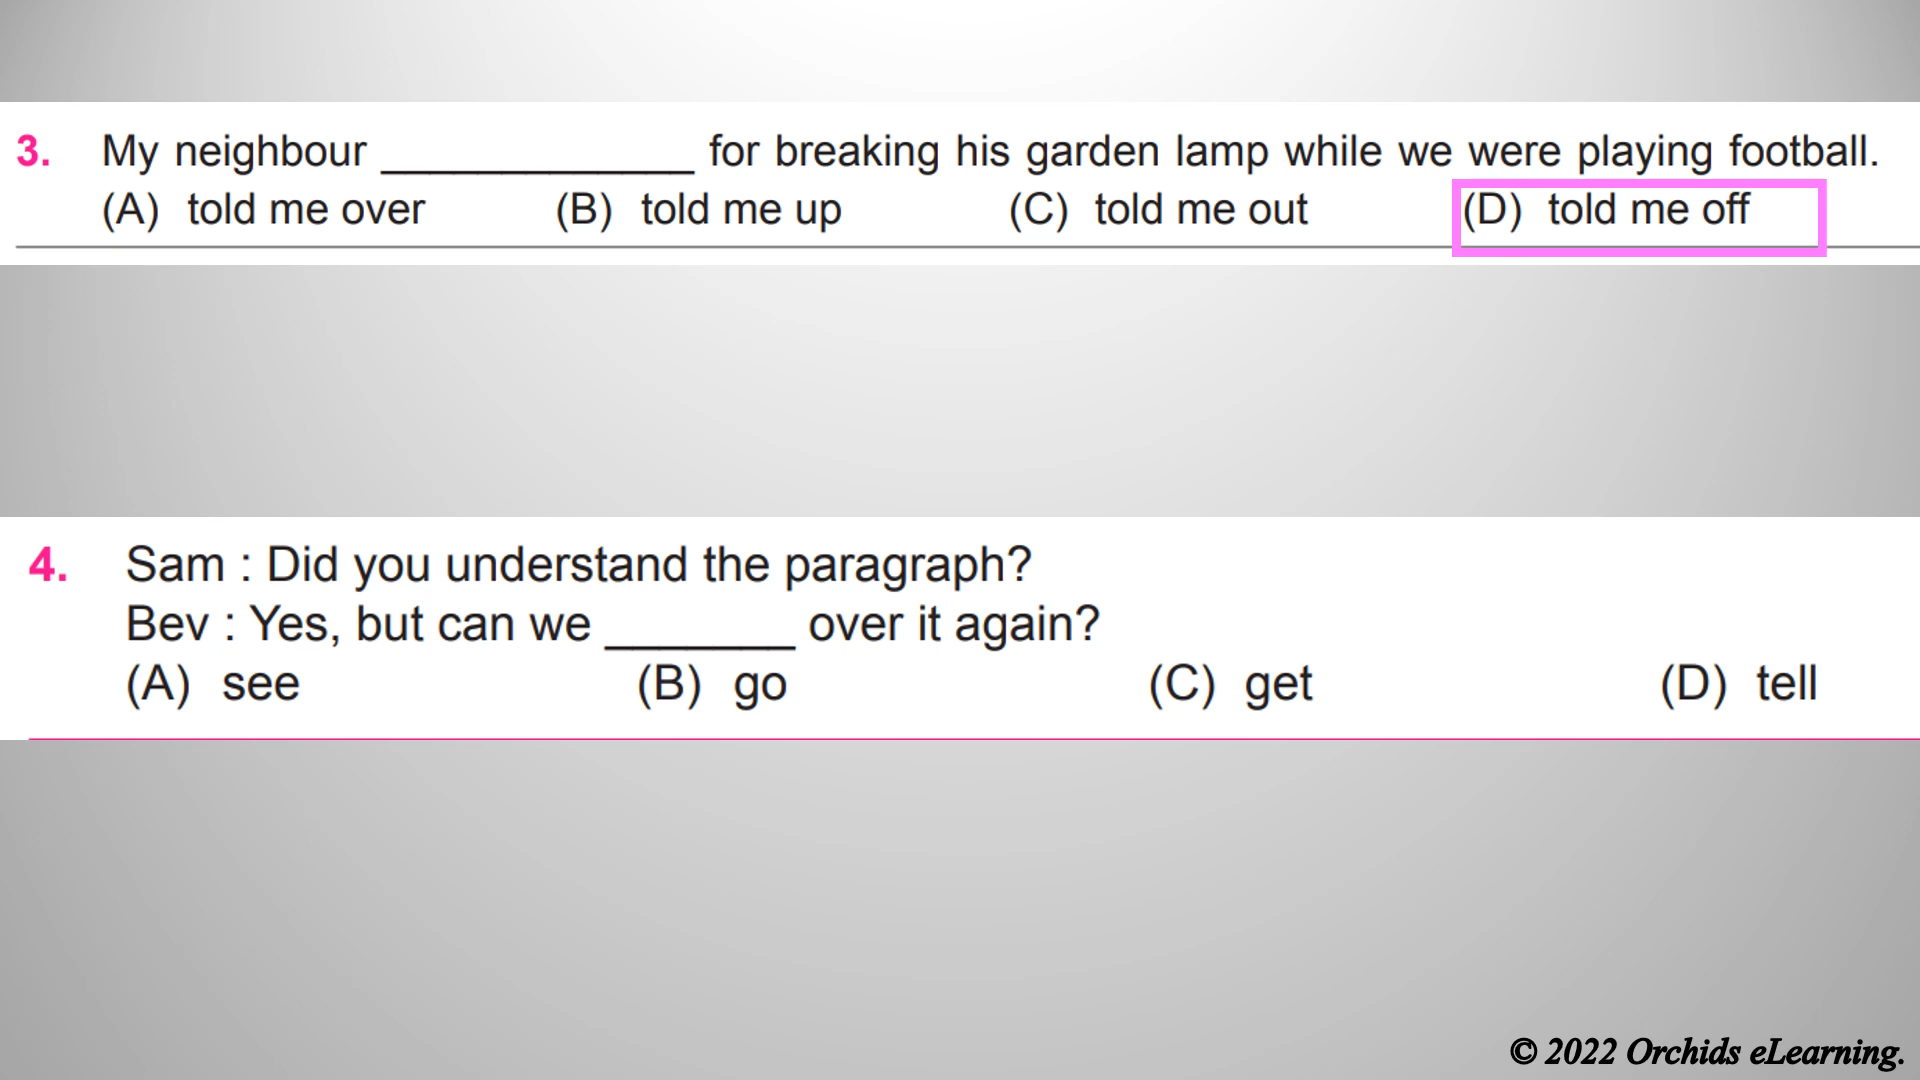 3. My neighbour _____________ for breaking his garden lamp while we were playing football.
(A) told me over (B) told me up (C) told me out (D) told me off
4. Sam : Did you understand the paragraph?
Bev : Yes, but can we _______ over it again?
(A) see (B) go (C) get (D) tell
© 2022 Orchids eLearning.